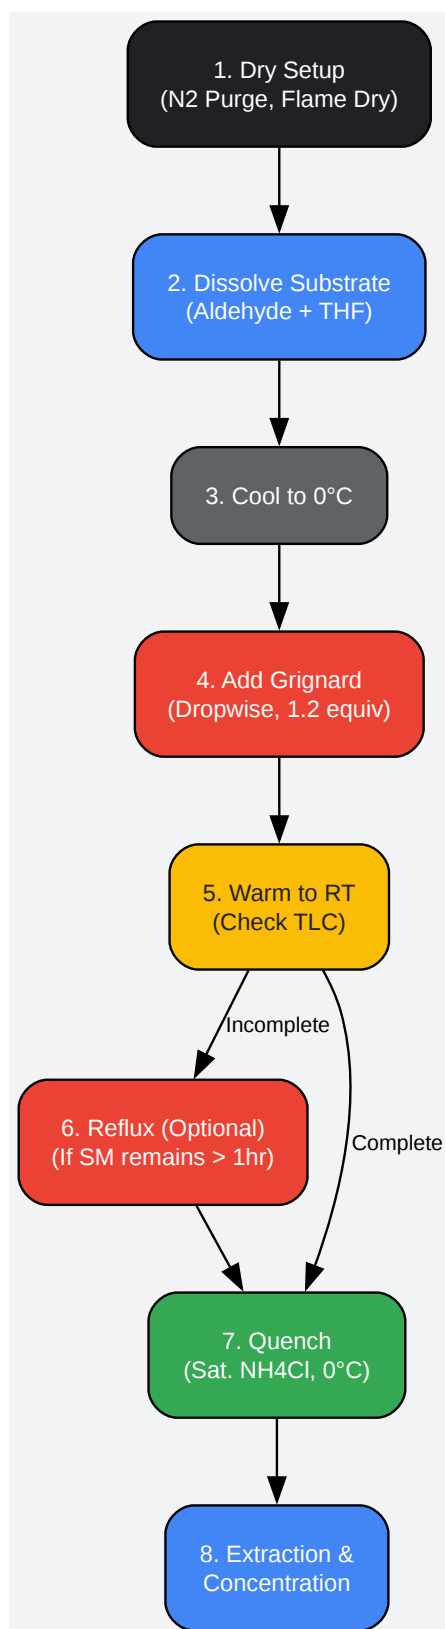 1. Dry Setup
(N2 Purge, Flame Dry)
2. Dissolve Substrate
(Aldehyde + THF)
3. Cool to 0°C
4. Add Grignard
(Dropwise, 1.2 equiv)
5. Warm to RT
(Check TLC)
Incomplete
6. Reflux (Optional)
(If SM remains > 1hr)
Complete
7. Quench
(Sat. NH4Cl, 0°C)
8. Extraction &
Concentration